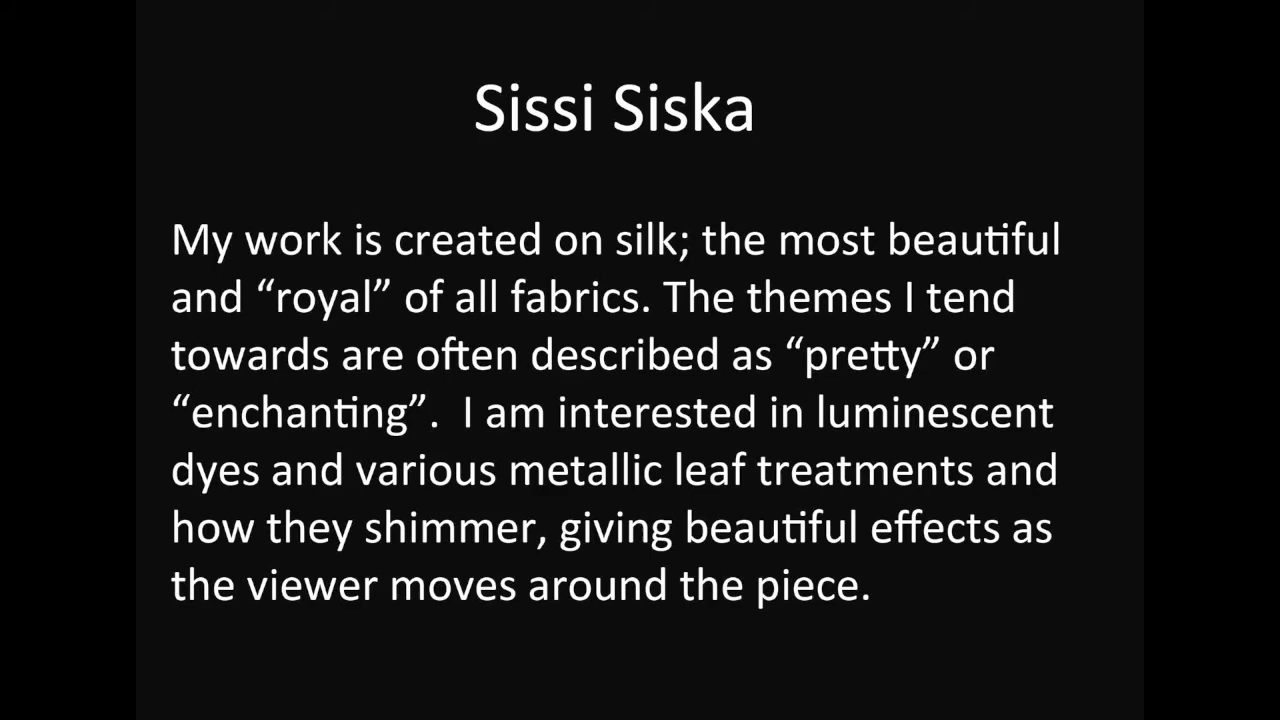 Sissi Siska
My work is created on silk; the most beautiful
and “royal” of all fabrics. The themes I tend
towards are often described as “pretty” or
“enchanting”.  I am interested in luminescent
dyes and various metallic leaf treatments and
how they shimmer, giving beautiful effects as
the viewer moves around the piece.